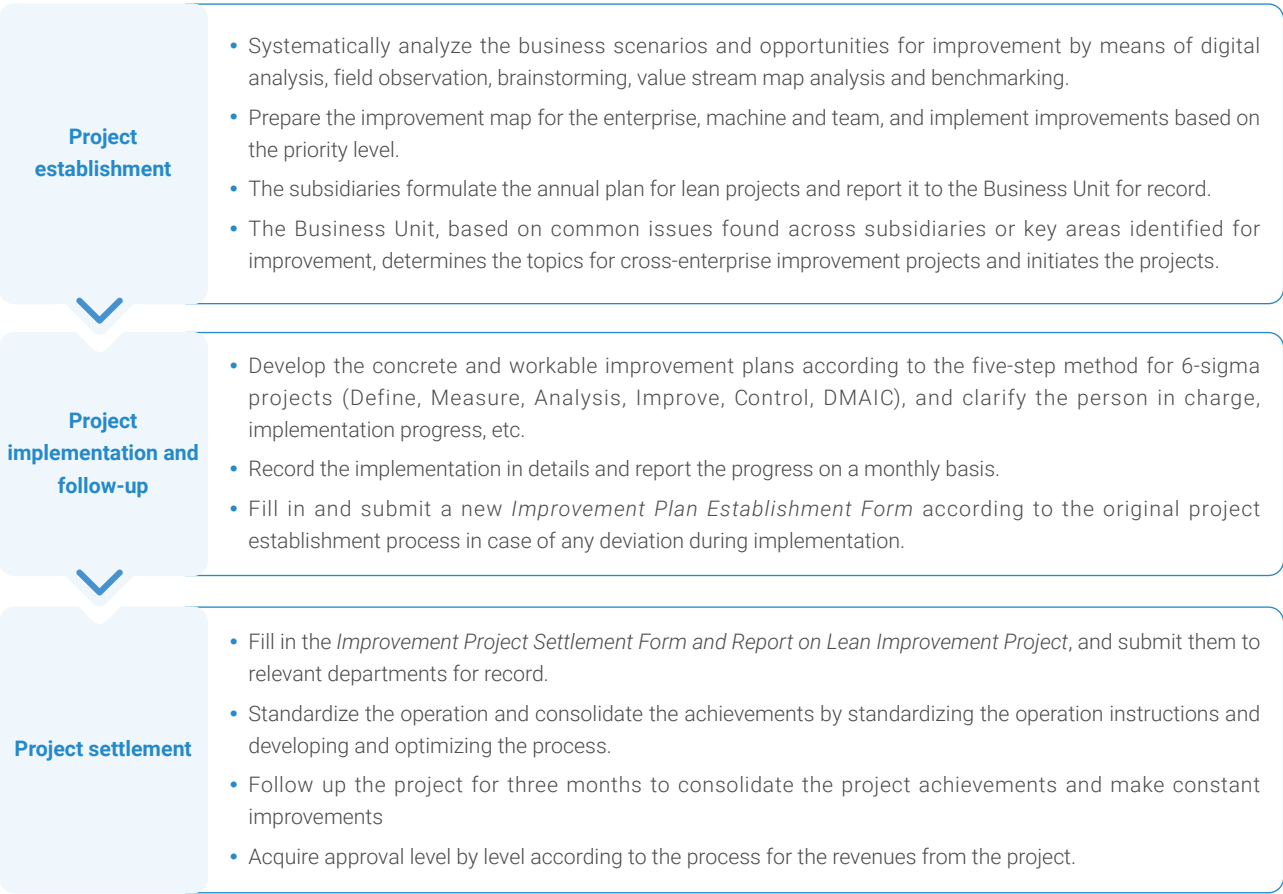 Project
establishment
• Systematically analyze the business scenarios and opportunities for improvement by means of digital
analysis, field observation, brainstorming, value stream map analysis and benchmarking.
• Prepare the improvement map for the enterprise, machine and team, and implement improvements based on
the priority level.
• The subsidiaries formulate the annual plan for lean projects and report it to the Business Unit for record.
• The Business Unit, based on common issues found across subsidiaries or key areas identified for
improvement, determines the topics for cross-enterprise improvement projects and initiates the projects.
Project
implementation and
follow-up
• Develop the concrete and workable improvement plans according to the five-step method for 6-sigma
projects (Define, Measure, Analysis, Improve, Control, DMAIC), and clarify the person in charge,
implementation progress, etc.
• Record the implementation in details and report the progress on a monthly basis.
• Fill in and submit a new Improvement Plan Establishment Form according to the original project
establishment process in case of any deviation during implementation.
Project settlement
• Fill in the Improvement Project Settlement Form and Report on Lean Improvement Project, and submit them to
relevant departments for record.
• Standardize the operation and consolidate the achievements by standardizing the operation instructions and
developing and optimizing the process.
• Follow up the project for three months to consolidate the project achievements and make constant
improvements
• Acquire approval level by level according to the process for the revenues from the project.